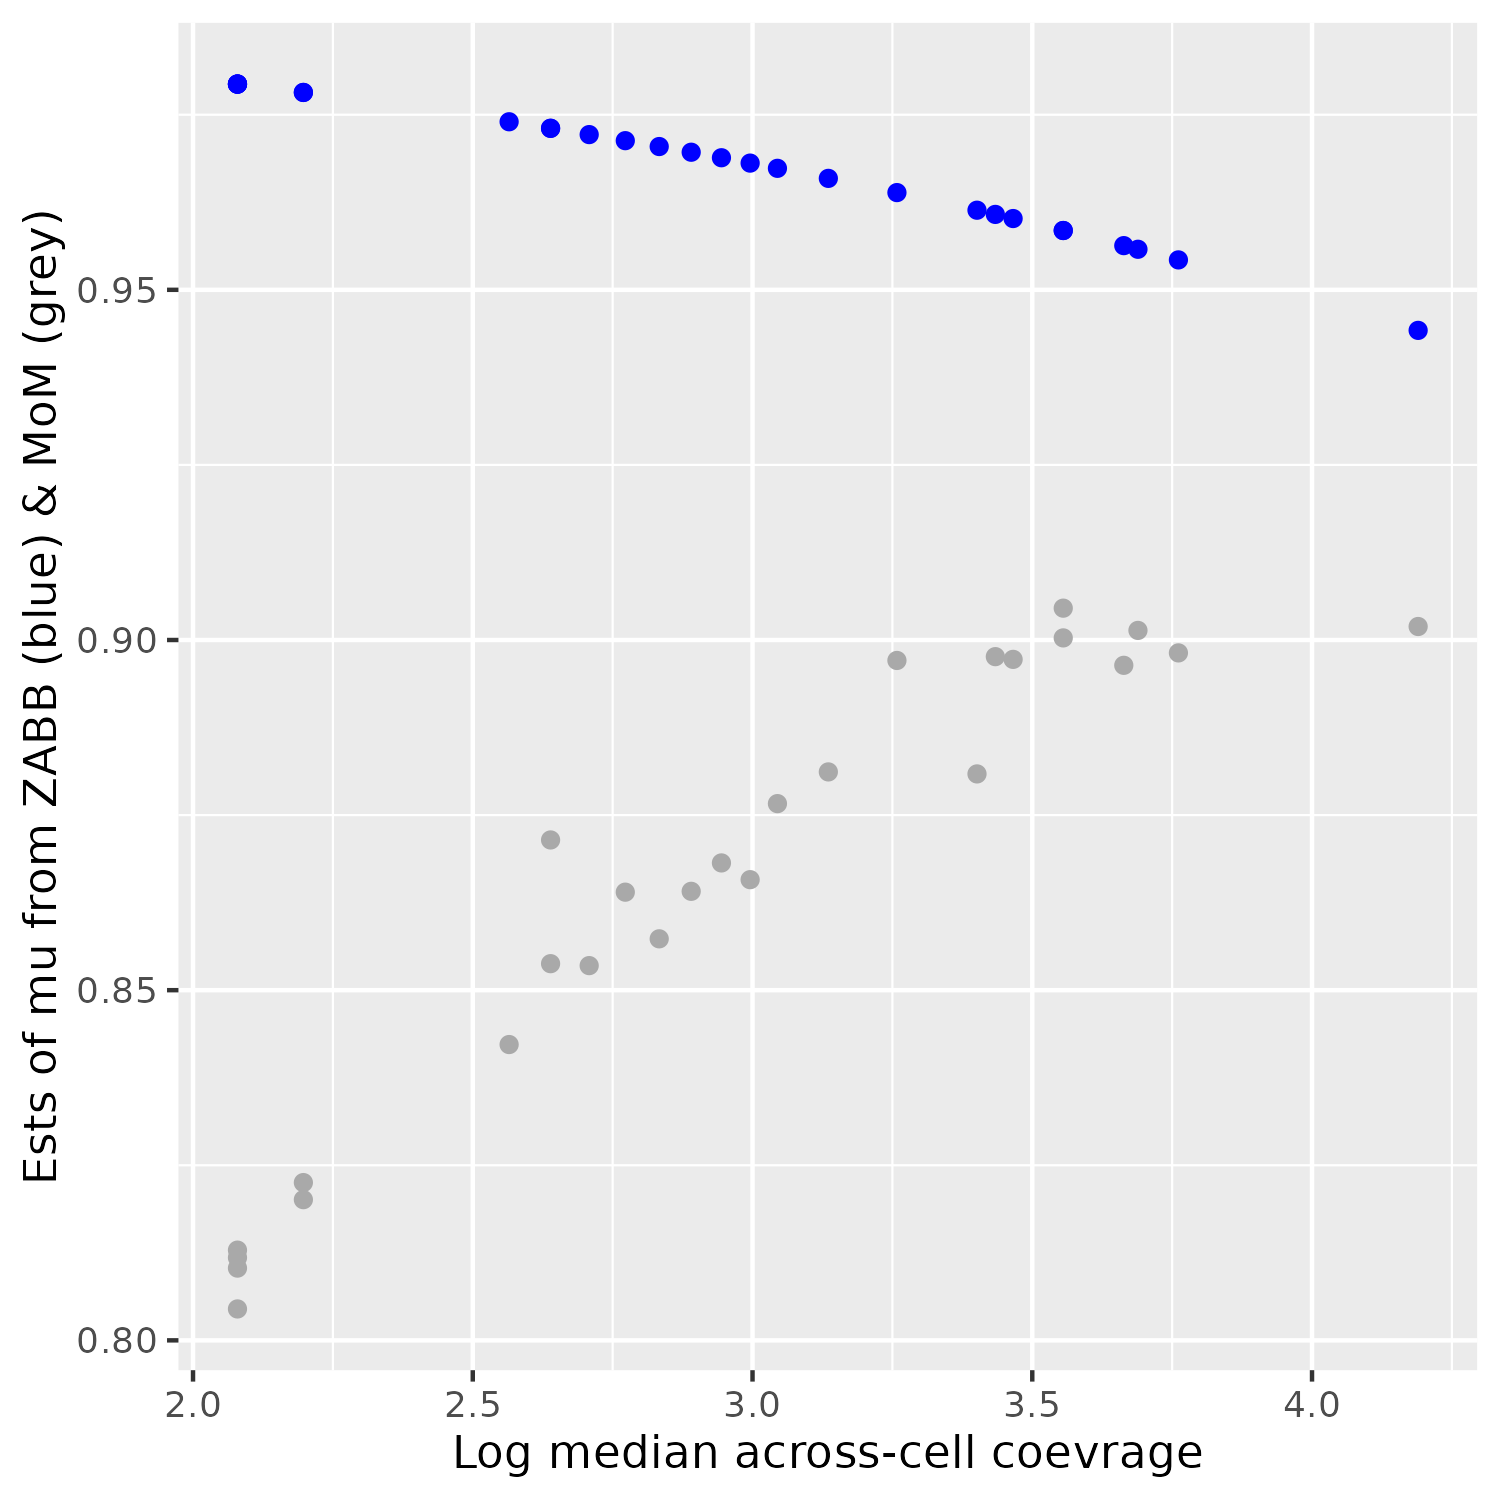 Ests of mu from ZABB (blue) & MoM (grey)
0.95
0.90
0.85
0.80
2.0 2.5 3.0 3.5 4.0
Log median across-cell coevrage